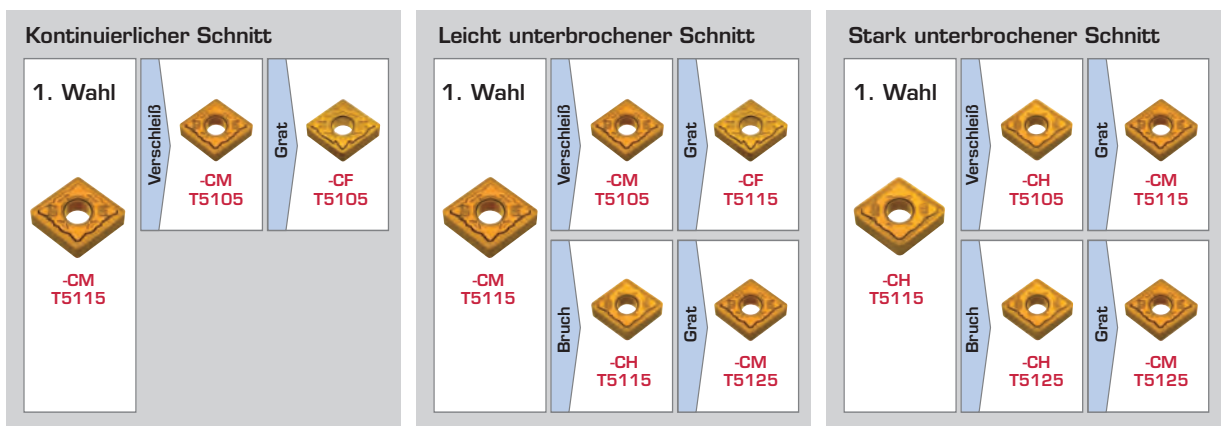 Kontinuierlicher Schnitt
1. Wahl
-CM
T5115
Verschleiß
-CM
T5105
Grat
-CF
T5105
Leicht unterbrochener Schnitt
1. Wahl
-CM
T5115
Verschleiß
-CM
T5105
Grat
-CF
T5115
Bruch
-CH
T5115
Grat
-CM
T5125
Stark unterbrochener Schnitt
1. Wahl
-CH
T5115
Verschleiß
-CH
T5105
Grat
-CM
T5115
Bruch
-CH
T5125
Grat
-CM
T5125